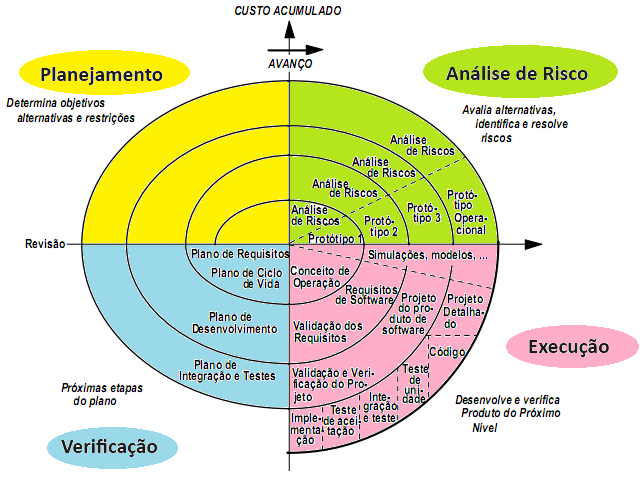 CUSTO ACUMULADO
AVANÇO
Planejamento
Determina objetivos
alternativas e restrições
Análise de Risco
Avalia alternativas,
identifica e resolve
riscos
Análise
de Riscos
Análise
de Riscos
Análise
de Riscos
Análise
de Riscos
Protótipo 1
Protó-
tipo 2
Protó-
tipo 3
Protó-
tipo
Opera-
cional
Revisão
Plano de Requisitos
Plano de Ciclo
de Vida
Plano de
Desenvolvimento
Plano de
Integração e Testes
Simulações, modelos, ...
Conceito de
Operação
Requisitos
de Software
Projeto
do pro
duto de
software
Projeto
Detalha-
do
Validação dos
Requisitos
Código
Validação e Veri-
ficação do Pro-
jeto
Teste
de uni-
dade
Inte-
gração
e teste
Teste
de acei-
tação
Imple-
menta-
ção
Execução
Desenvolve e verifica
Produto do Próximo
Nível
Próximas etapas
do plano
Verificação